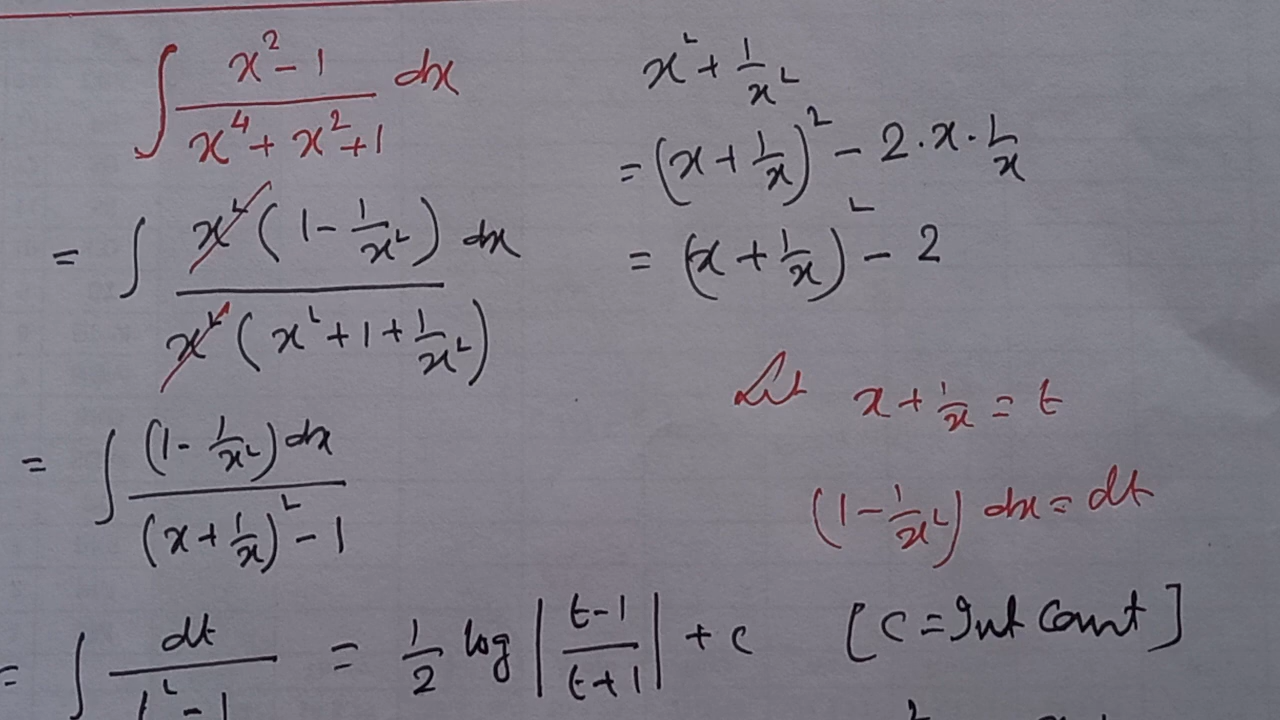 ∫ (x² - 1)/(x⁴ + x² + 1) dx
= ∫ x² (1 - 1/x²) dx / x² (x² + 1 + 1/x²)
= ∫ (1 - 1/x²) dx / (x + 1/x)² - 1
= ∫ dt / t² - 1 = 1/2 log |(t-1)/(t+1)| + c [c = Int Const]
x² + 1/x²
= (x + 1/x)² - 2·x·1/x
= (x + 1/x)² - 2
Let x + 1/x = t
(1 - 1/x²) dx = dt